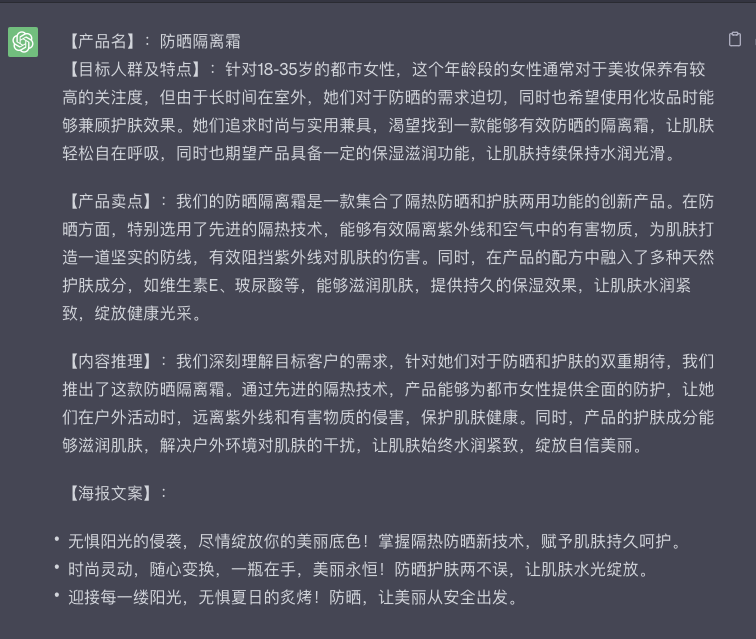 【产品名】：防晒隔离霜
【目标人群及特点】：针对18-35岁的都市女性，这个年龄段的女性通常对于美妆保养有较
高的关注度，但由于长时间在室外，她们对于防晒的需求迫切，同时也希望使用化妆品时能
够兼顾护肤效果。她们追求时尚与实用兼具，渴望找到一款能够有效防晒的隔离霜，让肌肤
轻松自在呼吸，同时也期望产品具备一定的保湿滋润功能，让肌肤持续保持水润光滑。
【产品卖点】：我们的防晒隔离霜是一款集合了隔热防晒和护肤两用功能的创新产品。在防
晒方面，特别选用了先进的隔热技术，能够有效隔离紫外线和空气中的有害物质，为肌肤打
造一道坚实的防线，有效阻挡紫外线对肌肤的伤害。同时，在产品的配方中融入了多种天然
护肤成分，如维生素E、玻尿酸等，能够滋润肌肤，提供持久的保湿效果，让肌肤水润紧
致，绽放健康光采。
【内容推理】：我们深刻理解目标客户的需求，针对她们对于防晒和护肤的双重期待，我们
推出了这款防晒隔离霜。通过先进的隔热技术，产品能够为都市女性提供全面的防护，让她
们在户外活动时，远离紫外线和有害物质的侵害，保护肌肤健康。同时，产品的护肤成分能
够滋润肌肤，解决户外环境对肌肤的干扰，让肌肤始终水润紧致，绽放自信美丽。
【海报文案】：
• 无惧阳光的侵袭，尽情绽放你的美丽底色！掌握隔热防晒新技术，赋予肌肤持久呵护。
• 时尚灵动，随心变换，一瓶在手，美丽永恒！防晒护肤两不误，让肌肤水光绽放。
• 迎接每一缕阳光，无惧夏日的炙烤！防晒，让美丽从安全出发。